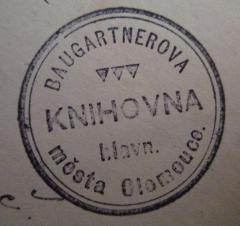 BAUGARTNEROVA
KNIHOVNA
hlavn.
města Olomouce.